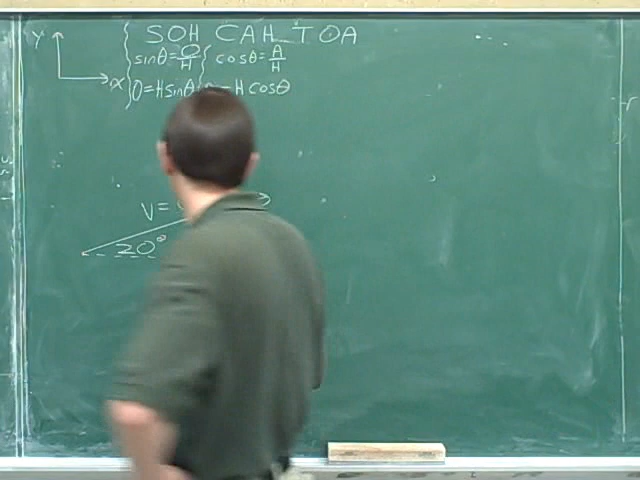 Y SOH CAH TOA
sinθ = O/H cosθ = A/H
X O = H sinθ = H cosθ
V =
20°